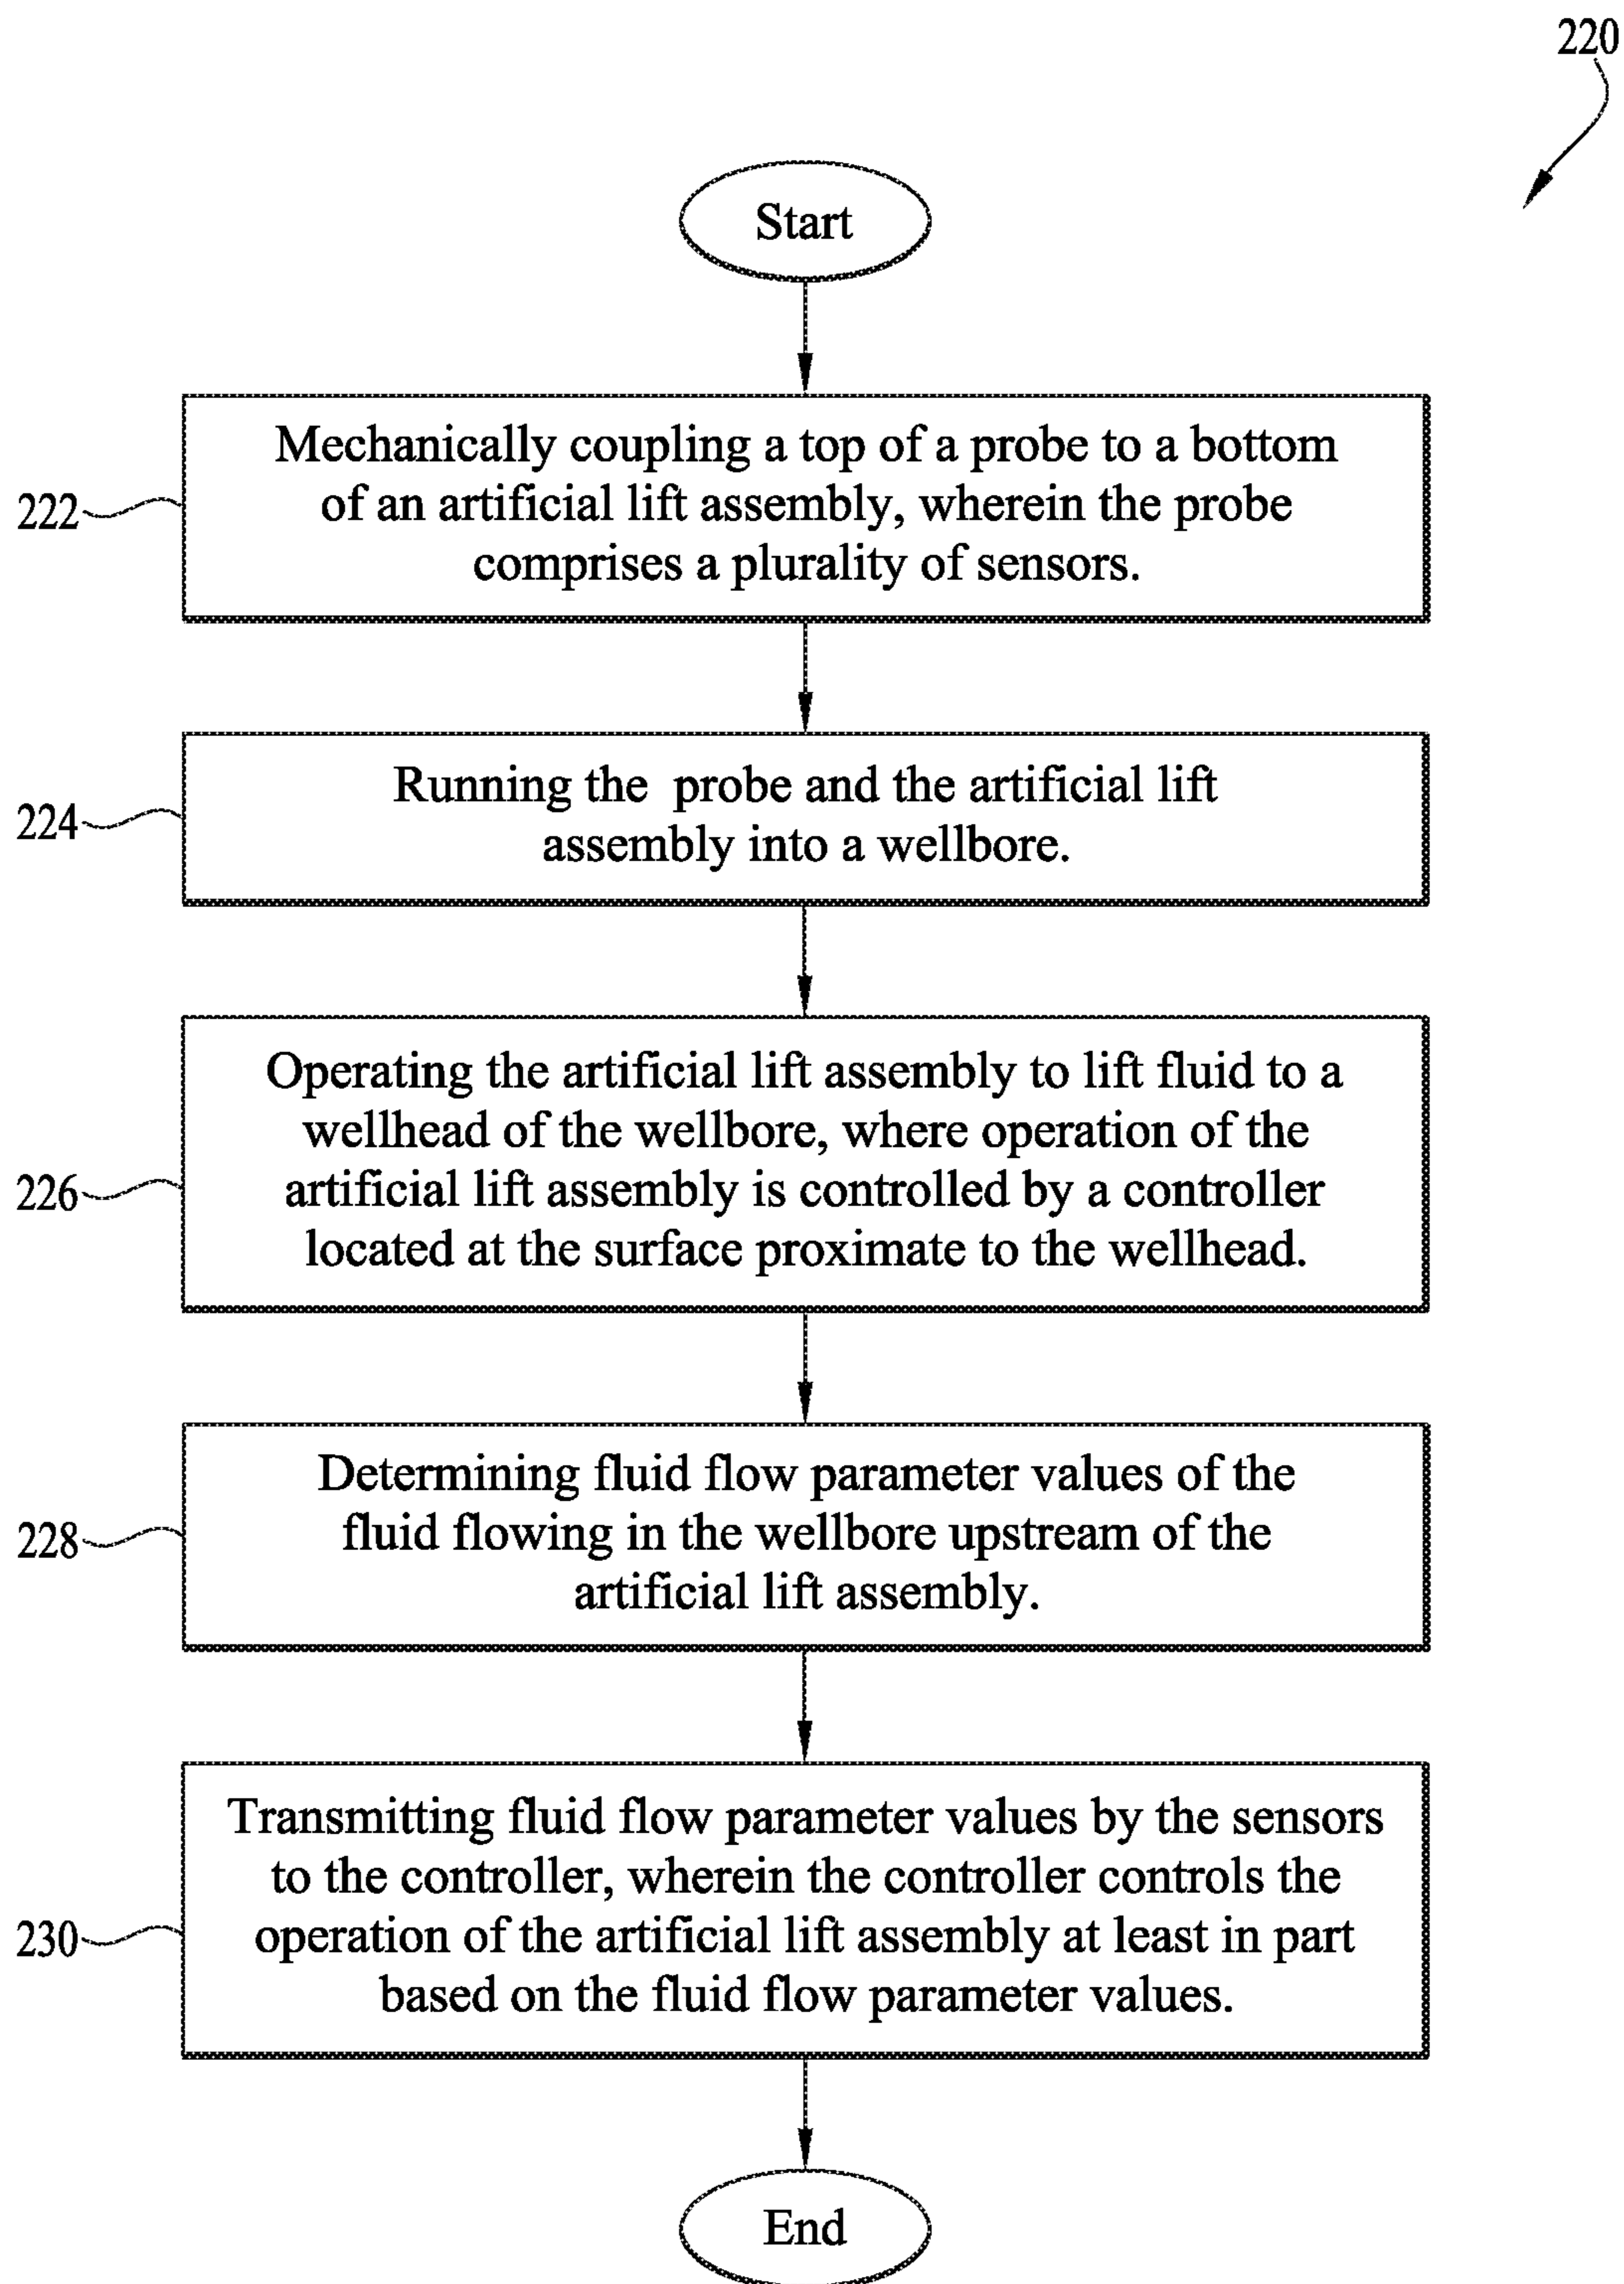 220
Start
222
Mechanically coupling a top of a probe to a bottom
of an artificial lift assembly, wherein the probe
comprises a plurality of sensors.
224
Running the probe and the artificial lift
assembly into a wellbore.
226
Operating the artificial lift assembly to lift fluid to a
wellhead of the wellbore, where operation of the
artificial lift assembly is controlled by a controller
located at the surface proximate to the wellhead.
228
Determining fluid flow parameter values of the
fluid flowing in the wellbore upstream of the
artificial lift assembly.
230
Transmitting fluid flow parameter values by the sensors
to the controller, wherein the controller controls the
operation of the artificial lift assembly at least in part
based on the fluid flow parameter values.
End